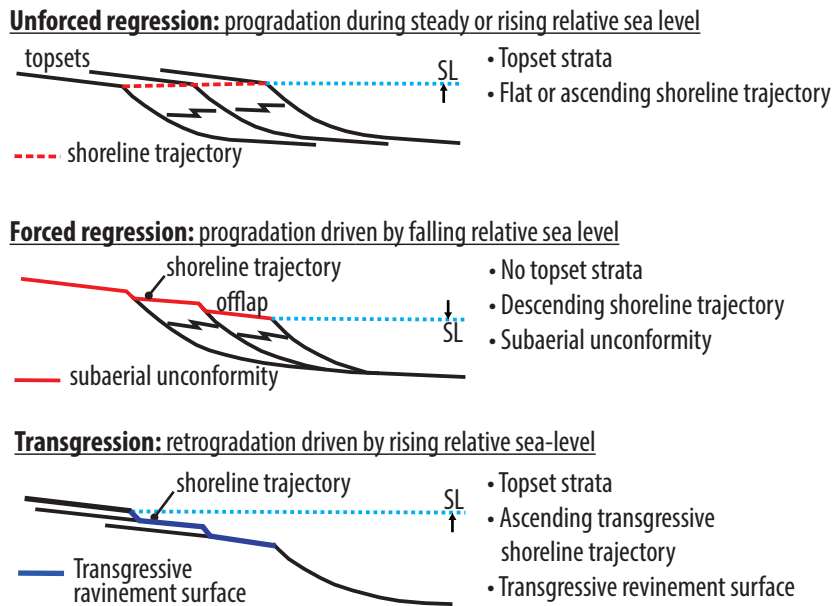 Unforced regression: progradation during steady or rising relative sea level
topsets
SL
• Topset strata
• Flat or ascending shoreline trajectory
shoreline trajectory
Forced regression: progradation driven by falling relative sea level
shoreline trajectory
offlap
SL
• No topset strata
• Descending shoreline trajectory
• Subaerial unconformity
subaerial unconformity
Transgression: retrogradation driven by rising relative sea-level
shoreline trajectory
SL
• Topset strata
• Ascending transgressive
shoreline trajectory
• Transgressive revinement surface
Transgressive
ravinement surface